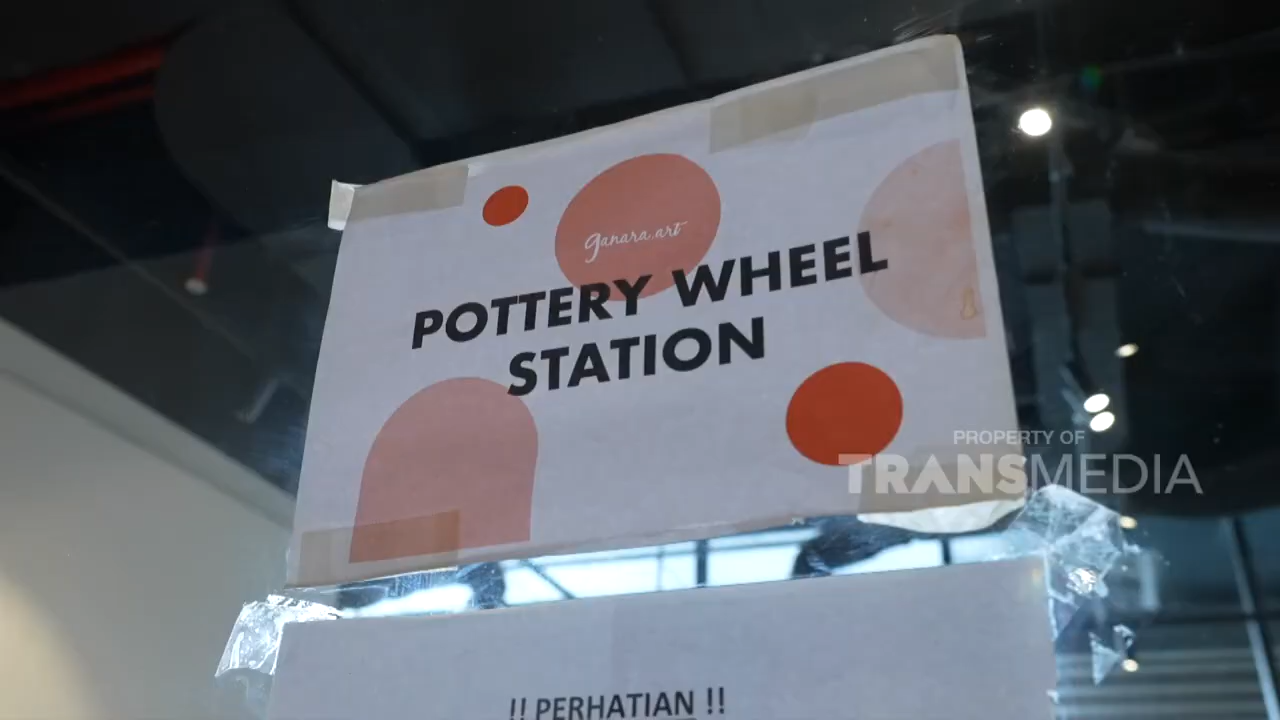 ganara.art
POTTERY WHEEL
STATION
PROPERTY OF
TRANSMEDIA
!! PERHATIAN !!